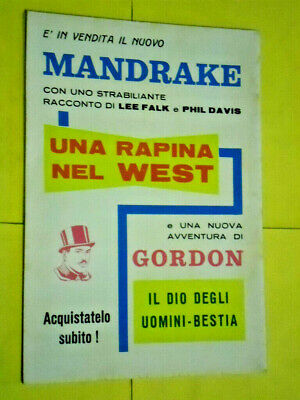 E' IN VENDITA IL NUOVO
MANDRAKE
CON UNO STRABILIANTE
RACCONTO DI LEE FALK e PHIL DAVIS
UNA RAPINA
NEL WEST
e UNA NUOVA
AVVENTURA DI
GORDON
IL DIO DEGLI
UOMINI-BESTIA
Acquistatelo
subito !